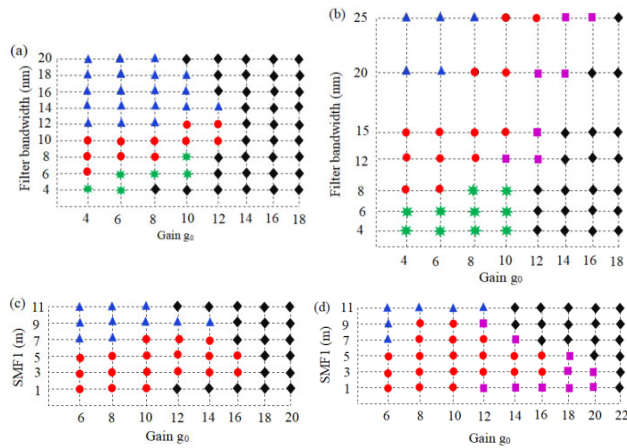 (a)
Filter bandwidth (nm)
20
18
16
14
12
10
8
6
4
4 6 8 10 12 14 16 18
Gain g₀
(b)
Filter bandwidth (nm)
25
20
15
12
8
6
4
4 6 8 10 12 14 16 18
Gain g₀
(c)
SMF1 (m)
11
9
7
5
3
1
6 8 10 12 14 16 18 20
Gain g₀
(d)
SMF1 (m)
11
9
7
5
3
1
6 8 10 12 14 16 18 20 22
Gain g₀